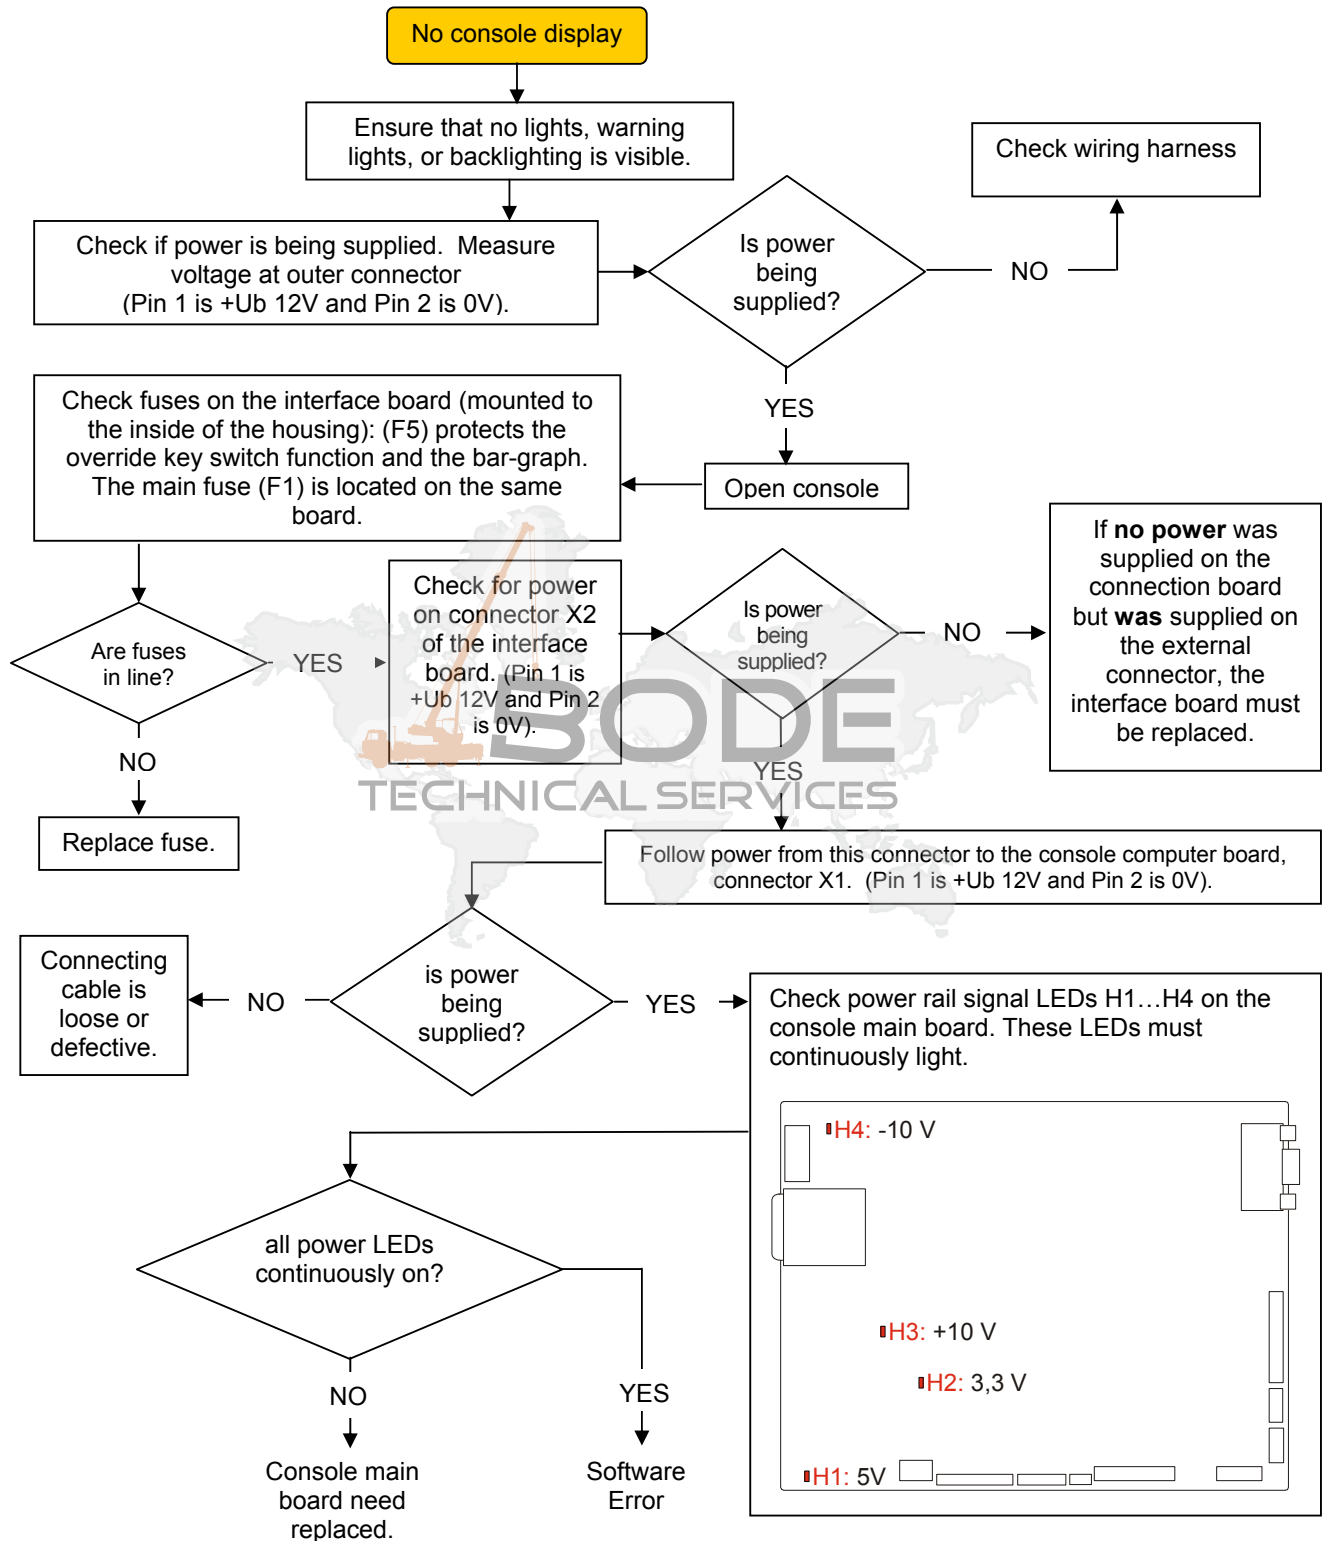 No console display
Ensure that no lights, warning
lights, or backlighting is visible.
Check wiring harness
Check if power is being supplied.  Measure
voltage at outer connector
(Pin 1 is +Ub 12V and Pin 2 is 0V).
Is power
being
supplied?
NO
YES
Open console
Check fuses on the interface board (mounted to
the inside of the housing): (F5) protects the
override key switch function and the bar-graph.
The main fuse (F1) is located on the same
board.
Are fuses
in line?
YES
NO
Replace fuse.
Check for power
on connector X2
of the interface
board. (Pin 1 is
+Ub 12V and Pin 2
is 0V).
Is power
being
supplied?
NO
If no power was
supplied on the
connection board
but was supplied on
the external
connector, the
interface board must
be replaced.
YES
BODE
TECHNICAL SERVICES
Follow power from this connector to the console computer board,
connector X1.  (Pin 1 is +Ub 12V and Pin 2 is 0V).
is power
being
supplied?
NO
Connecting
cable is
loose or
defective.
YES
Check power rail signal LEDs H1…H4 on the
console main board. These LEDs must
continuously light.
H4: -10 V
H3: +10 V
H2: 3,3 V
H1: 5V
all power LEDs
continuously on?
NO
Console main
board need
replaced.
YES
Software
Error